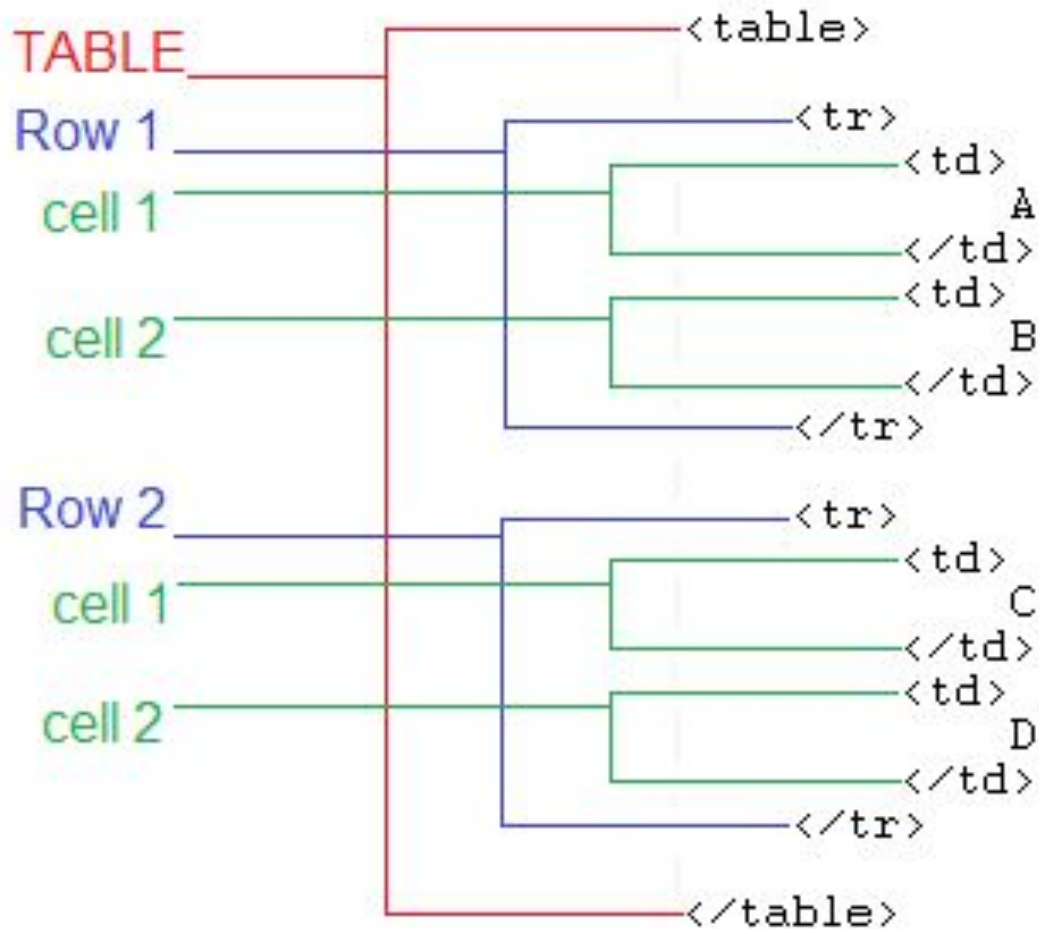 TABLE <table>
Row 1 <tr>
<td>
cell 1 A
</td>
<td>
cell 2 B
</td>
</tr>
Row 2 <tr>
<td>
cell 1 C
</td>
<td>
cell 2 D
</td>
</tr>
</table>